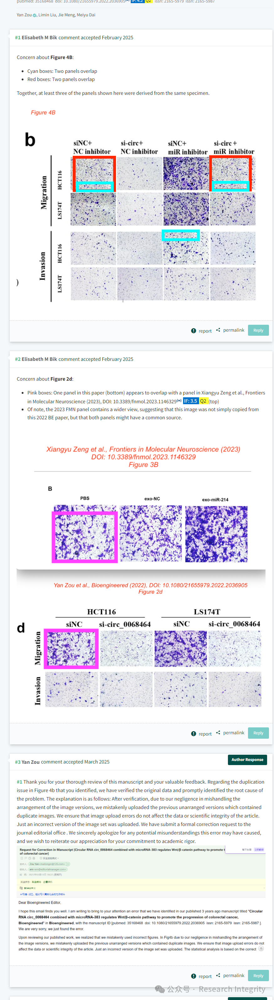 pubmed: 35168468 doi: 10.1080/21655979.2022.2036905 IF: 4.2 Q2 issn: 2165-5979 issn: 2165-5987
Yan Zou, Limin Liu, Jie Meng, Meiyu Dai
#1 Elisabeth M Bik comment accepted February 2025
Concern about Figure 4B:
• Cyan boxes: Two panels overlap
• Red boxes: Two panels overlap
Together, at least three of the panels shown here were derived from the same specimen.
Figure 4B
b
siNC+ si-circ+ siNC+ si-circ +
NC inhibitor NC inhibitor miR inhibitor miR inhibitor
Migration
HCT116
LS174T
Invasion
HCT116
LS174T
)
report permalink Reply
#2 Elisabeth M Bik comment accepted February 2025
Concern about Figure 2d:
• Pink boxes: One panel in this paper (bottom) appears to overlap with a panel in Xiangyu Zeng et al., Frontiers
in Molecular Neuroscience (2023), DOI: 10.3389/fnmol.2023.1146329 IF: 3.5 Q2 (top)
• Of note, the 2023 FMN panel contains a wider view, suggesting that this image was not simply copied from
this 2022 BE paper, but that both panels might have a common source.
Xiangyu Zeng et al., Frontiers in Molecular Neuroscience (2023)
DOI: 10.3389/fnmol.2023.1146329
Figure 3B
B
PBS exo-NC exo-miR-214
Yan Zou et al., Bioengineered (2022), DOI: 10.1080/21655979.2022.2036905
Figure 2d
HCT116 LS174T
d
siNC si-circ_0068464 siNC si-circ_0068464
Migration
Invasion
report permalink Reply
#3 Yan Zou comment accepted March 2025 Author Response
#1 Thank you for your thorough review of this manuscript and your valuable feedback. Regarding the duplication
issue in Figure 4b that you identified, we have verified the original data and promptly identified the root cause of
the problem. The explanation is as follows: After verification, due to our negligence in mishandling the
arrangement of the image versions, we mistakenly uploaded the previous unarranged versions which contained
duplicate images. We ensure that image upload errors do not affect the data or scientific integrity of the article.
Just an incorrect version of the image set was uploaded. We have submit a formal correction request to the
journal editorial office . We sincerely apologize for any potential misunderstandings this error may have caused,
and we wish to reiterate our appreciation for your commitment to academic rigor.
Request for Correction in Manuscript [Circular RNA circ_0068464 combined with microRNA-383 regulates Wnt/β-catenin pathway to promote t
of colorectal cancer]
暂不处理 立即翻译
Dear Bioengineered Editor,
I hope this email finds you well. I am writing to bring to your attention an error that we have identified in our published 3 years ago manuscript titled "Circular
RNA circ_0068464 combined with microRNA-383 regulates Wnt/β-catenin pathway to promote the progression of colorectal cancer,
Bioengineered" in Bioengineered, with the manuscript ID [pubmed: 35168468 doi: 10.1080/21655979.2022.2036905 issn: 2165-5979 issn: 2165-5987 ].
We are very sorry, we just found the error.
Upon reviewing our published work, we realized that we mistakenly used incorrect figures. In Fig4b due to our negligence in mishandling the arrangement of
the image versions, we mistakenly uploaded the previous unarranged versions which contained duplicate images. We ensure that image upload errors do not
affect the data or scientific integrity of the article. Just an incorrect version of the image set was uploaded. The statistical analysis is based on the correct
report permalink Reply
公众号 · Research Integrity